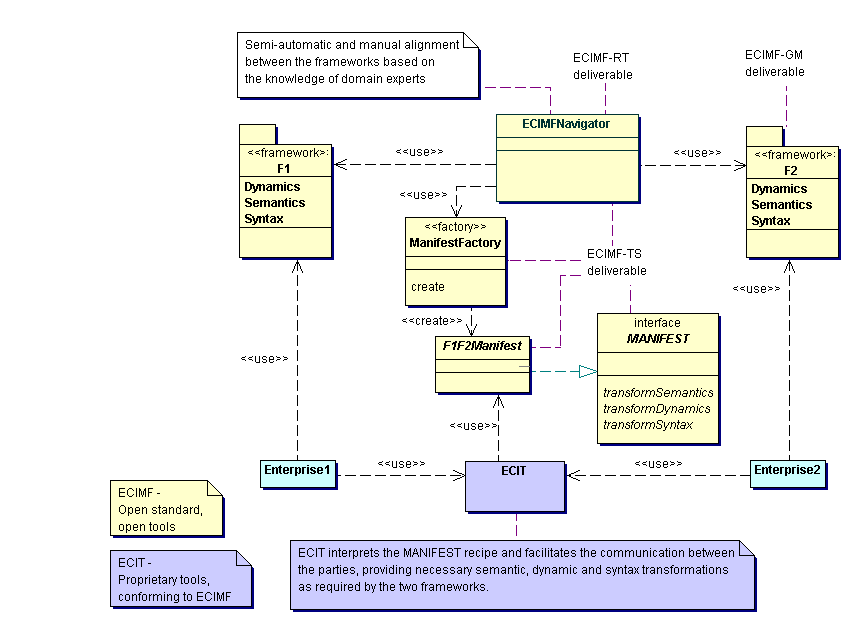 Semi-automatic and manual alignment
between the frameworks based on
the knowledge of domain experts
ECIMF-RT
deliverable
ECIMF-GM
deliverable
ECIMFNavigator
<<framework>:
F1
Dynamics
Semantics
Syntax
<<use>>
<<use>>
<<framework>:
F2
Dynamics
Semantics
Syntax
<<use>>
<<factory>>
ManifestFactory
create
ECIMF-TS
deliverable
<<use>>
<<create>>
F1F2Manifest
interface
MANIFEST
transformSemantics
transformDynamics
transformSyntax
<<use>>
<<use>>
Enterprise1
<<use>>
ECIT
<<use>>
Enterprise2
ECIMF -
Open standard,
open tools
ECIT -
Proprietary tools,
conforming to ECIMF
ECIT interprets the MANIFEST recipe and facilitates the communication between
the parties, providing necessary semantic, dynamic and syntax transformations
as required by the two frameworks.